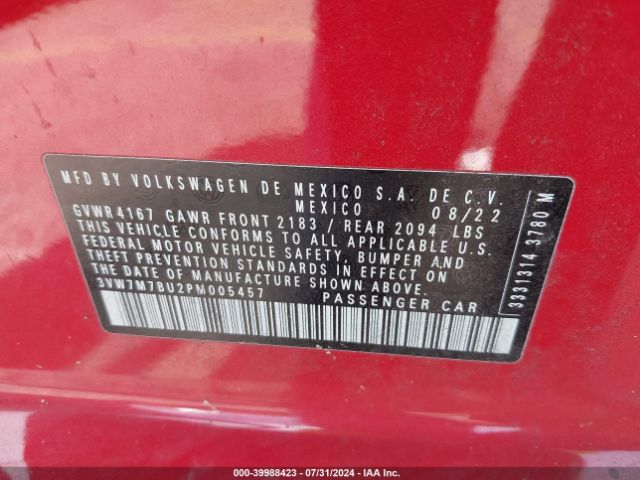 MFD BY VOLKSWAGEN DE MEXICO S.A. DE C.V.
MEXICO 08/22
GVWR 4167 GAWR FRONT 2183 / REAR 2094 LBS
THIS VEHICLE CONFORMS TO ALL APPLICABLE U.S.
FEDERAL MOTOR VEHICLE SAFETY, BUMPER AND
THEFT PREVENTION STANDARDS IN EFFECT ON
THE DATE OF MANUFACTURE SHOWN ABOVE.
3VW7M7BU2PM005457 PASSENGER CAR
3331314 3780 M
000-39988423 - 07/31/2024 - IAA Inc.